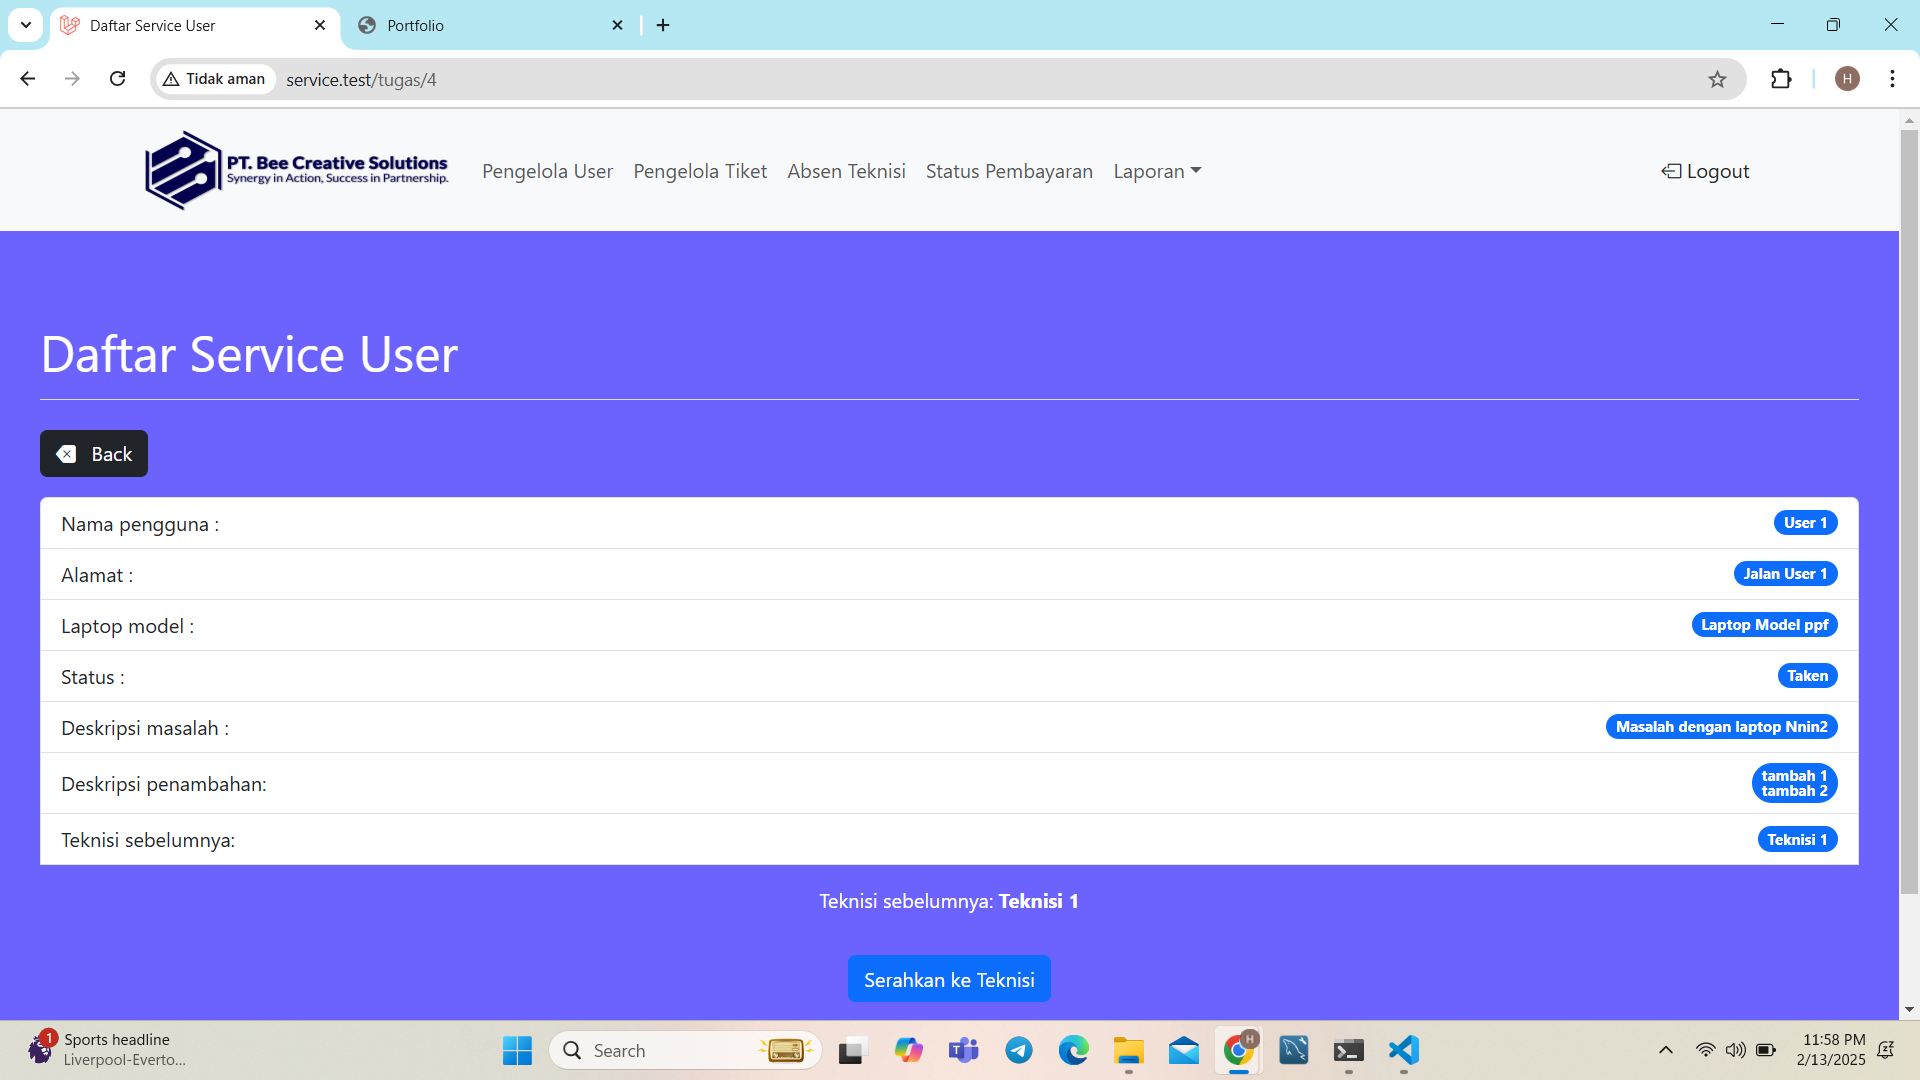 Daftar Service User
Portfolio
Tidak aman
service.test/tugas/4
H
PT. Bee Creative Solutions
Synergy in Action, Success in Partnership.
Pengelola User
Pengelola Tiket
Absen Teknisi
Status Pembayaran
Laporan
Logout
Daftar Service User
Back
Nama pengguna :
User 1
Alamat :
Jalan User 1
Laptop model :
Laptop Model ppf
Status :
Taken
Deskripsi masalah :
Masalah dengan laptop Nnin2
Deskripsi penambahan:
tambah 1
tambah 2
Teknisi sebelumnya:
Teknisi 1
Teknisi sebelumnya: Teknisi 1
Serahkan ke Teknisi
1
Sports headline
Liverpool-Everto...
Search
H
11:58 PM
2/13/2025